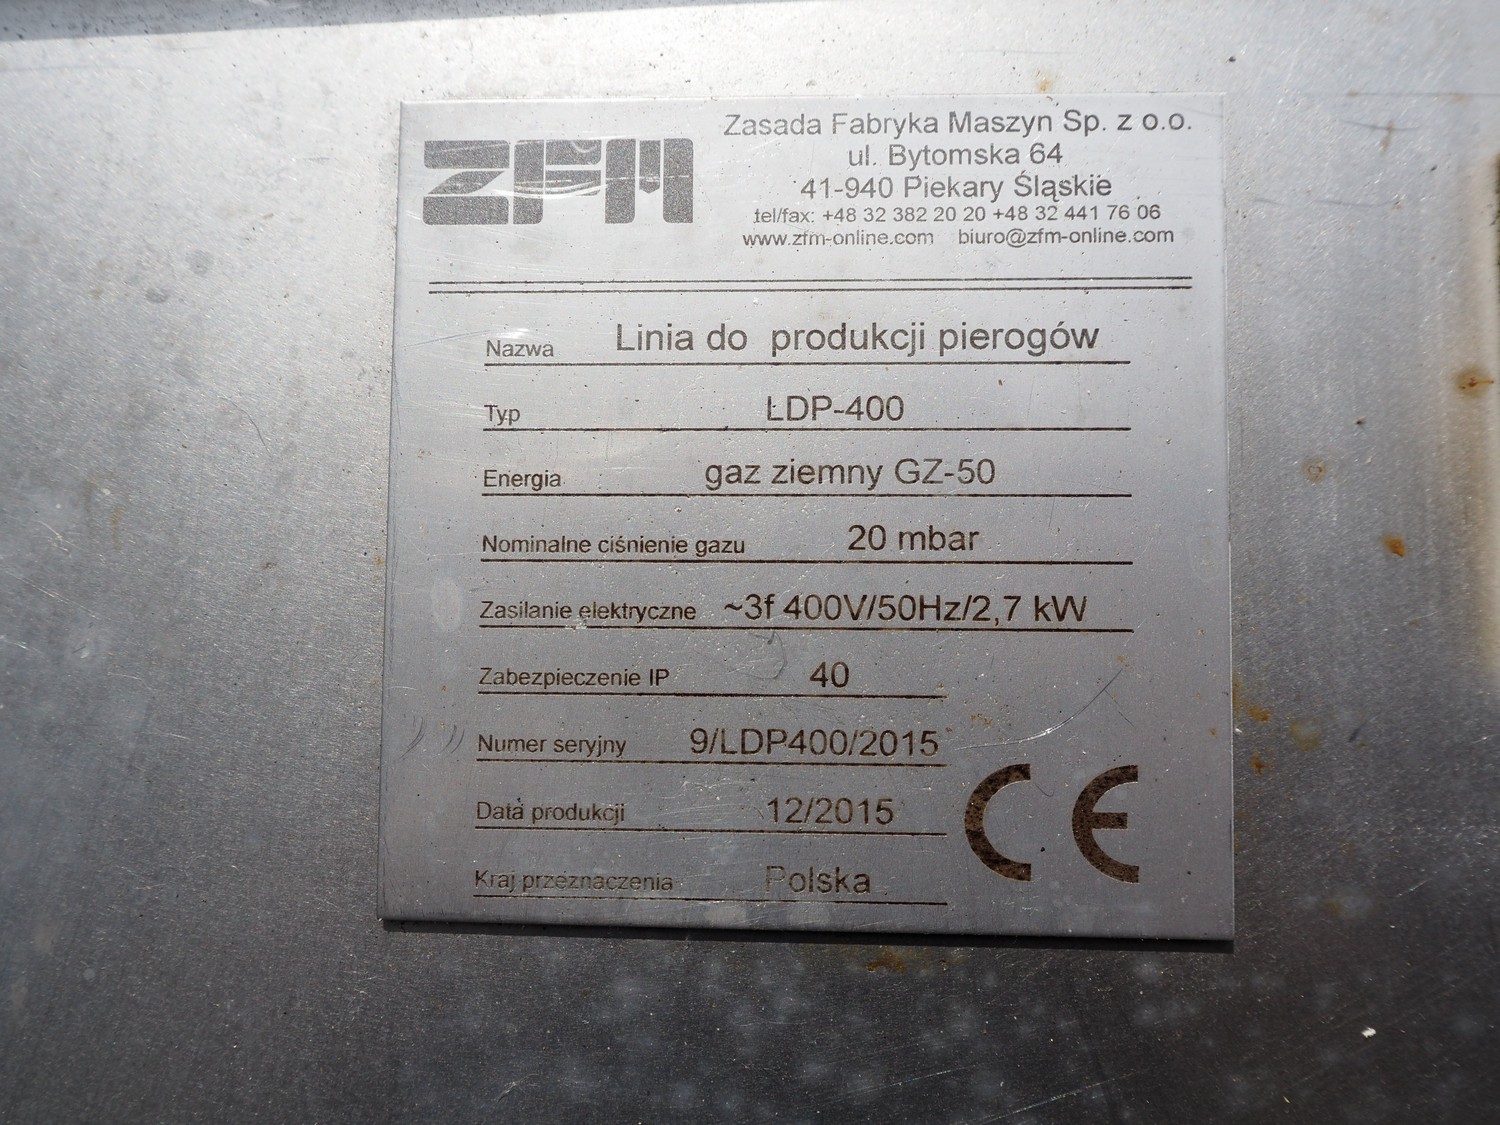 ZFM
Zasada Fabryka Maszyn Sp. z o.o.
ul. Bytomska 64
41-940 Piekary Śląskie
tel/fax: +48 32 382 20 20 +48 32 441 76 06
www.zfm-online.com biuro@zfm-online.com
Nazwa Linia do produkcji pierogów
Typ LDP-400
Energia gaz ziemny GZ-50
Nominalne ciśnienie gazu 20 mbar
Zasilanie elektryczne ~3f 400V/50Hz/2,7 kW
Zabezpieczenie IP 40
Numer seryjny 9/LDP400/2015
Data produkcji 12/2015
Kraj przeznaczenia Polska
CE